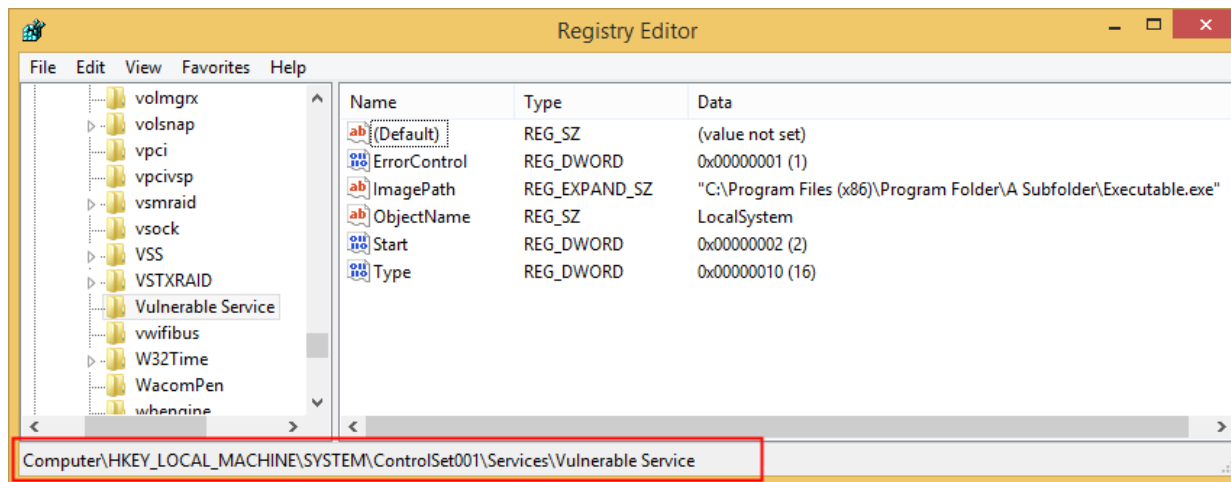 Registry Editor
File Edit View Favorites Help
volmgrx
volsnap
vpci
vpcivsp
vsmraid
vsock
VSS
VSTXRAID
Vulnerable Service
vwifibus
W32Time
WacomPen
wbengine
Name Type Data
(Default) REG_SZ (value not set)
ErrorControl REG_DWORD 0x00000001 (1)
ImagePath REG_EXPAND_SZ "C:\Program Files (x86)\Program Folder\A Subfolder\Executable.exe"
ObjectName REG_SZ LocalSystem
Start REG_DWORD 0x00000002 (2)
Type REG_DWORD 0x00000010 (16)
Computer\HKEY_LOCAL_MACHINE\SYSTEM\ControlSet001\Services\Vulnerable Service